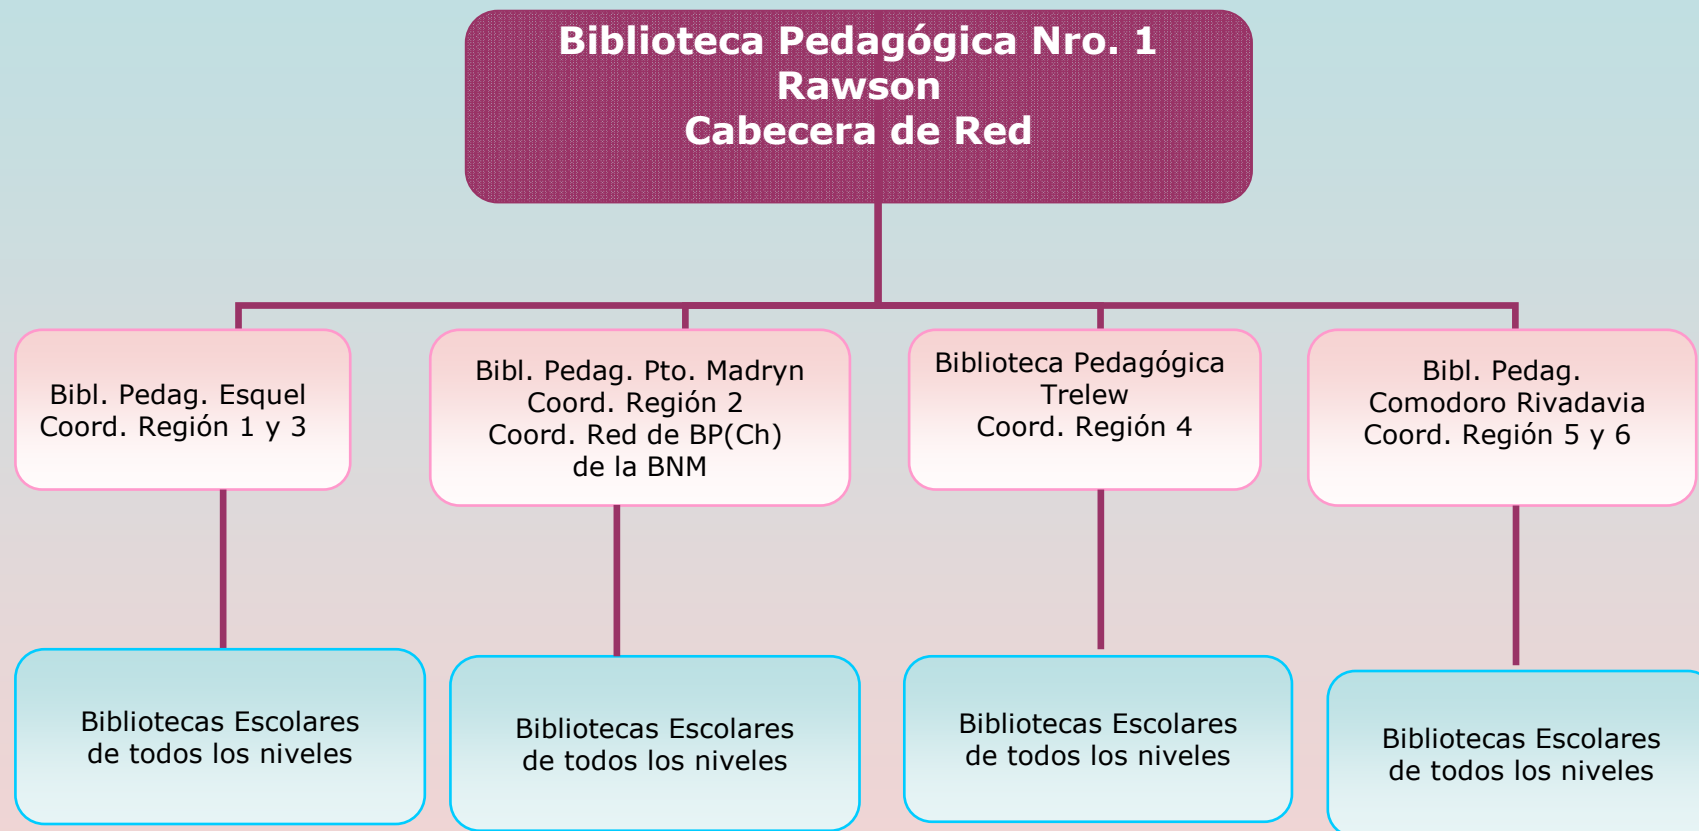 Biblioteca Pedagógica Nro. 1
Rawson
Cabecera de Red
Bibl. Pedag. Esquel
Coord. Región 1 y 3
Bibl. Pedag. Pto. Madryn
Coord. Región 2
Coord. Red de BP(Ch)
de la BNM
Biblioteca Pedagógica
Trelew
Coord. Región 4
Bibl. Pedag.
Comodoro Rivadavia
Coord. Región 5 y 6
Bibliotecas Escolares
de todos los niveles
Bibliotecas Escolares
de todos los niveles
Bibliotecas Escolares
de todos los niveles
Bibliotecas Escolares
de todos los niveles